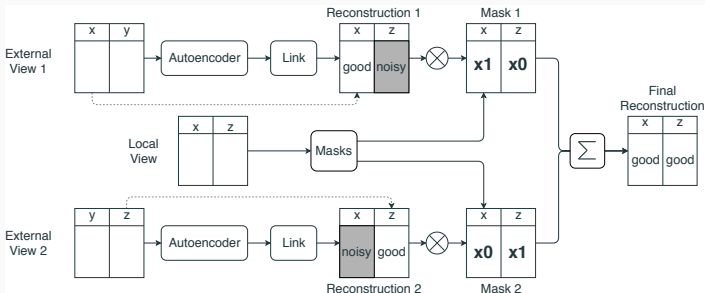 Reconstruction 1
Mask 1
x y
x z
x z
External
View 1
Autoencoder
Link
good noisy
x1 x0
Final
Reconstruction
x z
x z
Local
View
Masks
Σ
good good
y z
x z
x z
External
View 2
Autoencoder
Link
noisy good
x0 x1
Reconstruction 2
Mask 2